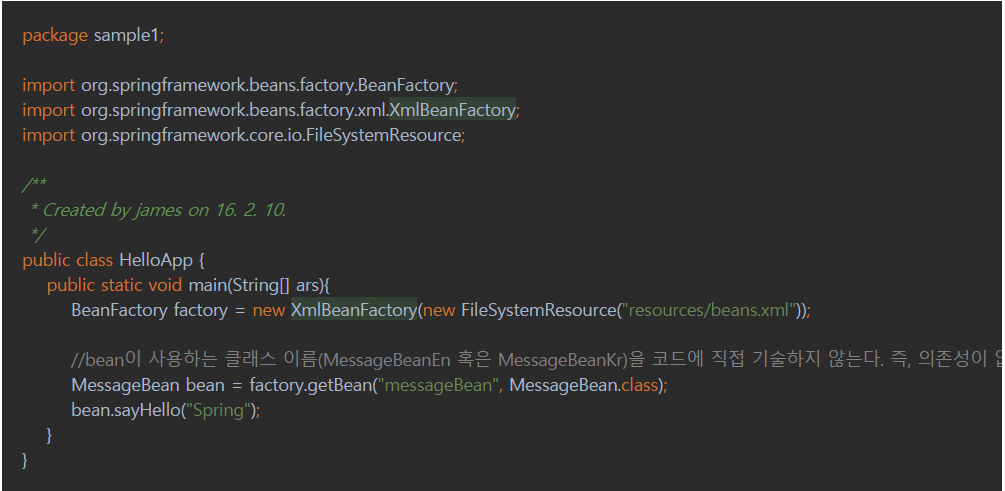 package sample1;
import org.springframework.beans.factory.BeanFactory;
import org.springframework.beans.factory.xml.XmlBeanFactory;
import org.springframework.core.io.FileSystemResource;
/**
* Created by james on 16. 2. 10.
*/
public class HelloApp {
public static void main(String[] ars){
BeanFactory factory = new XmlBeanFactory(new FileSystemResource("resources/beans.xml"));
//bean이 사용하는 클래스 이름(MessageBeanEn 혹은 MessageBeanKr)을 코드에 직접 기술하지 않는다. 즉, 의존성이
MessageBean bean = factory.getBean("messageBean", MessageBean.class);
bean.sayHello("Spring");
}
}